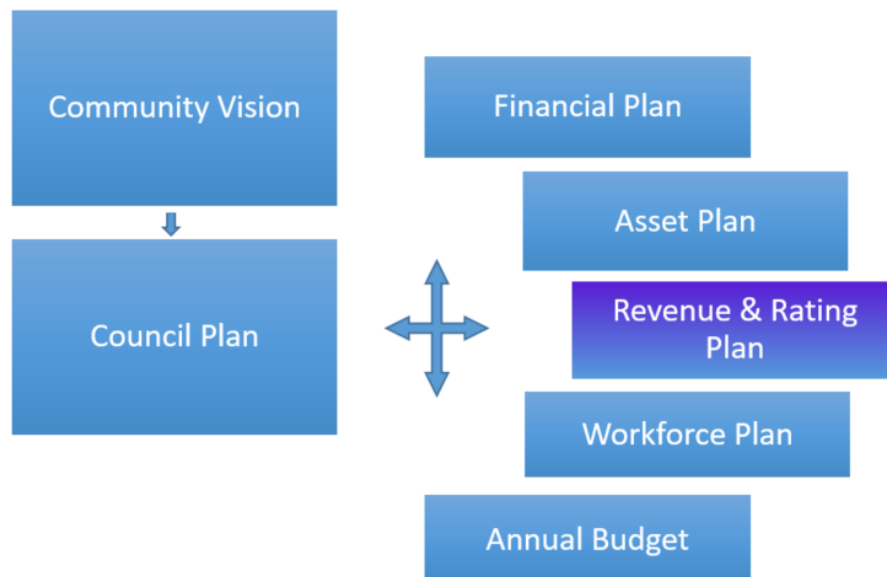 Community Vision
Council Plan
Financial Plan
Asset Plan
Revenue & Rating
Plan
Workforce Plan
Annual Budget